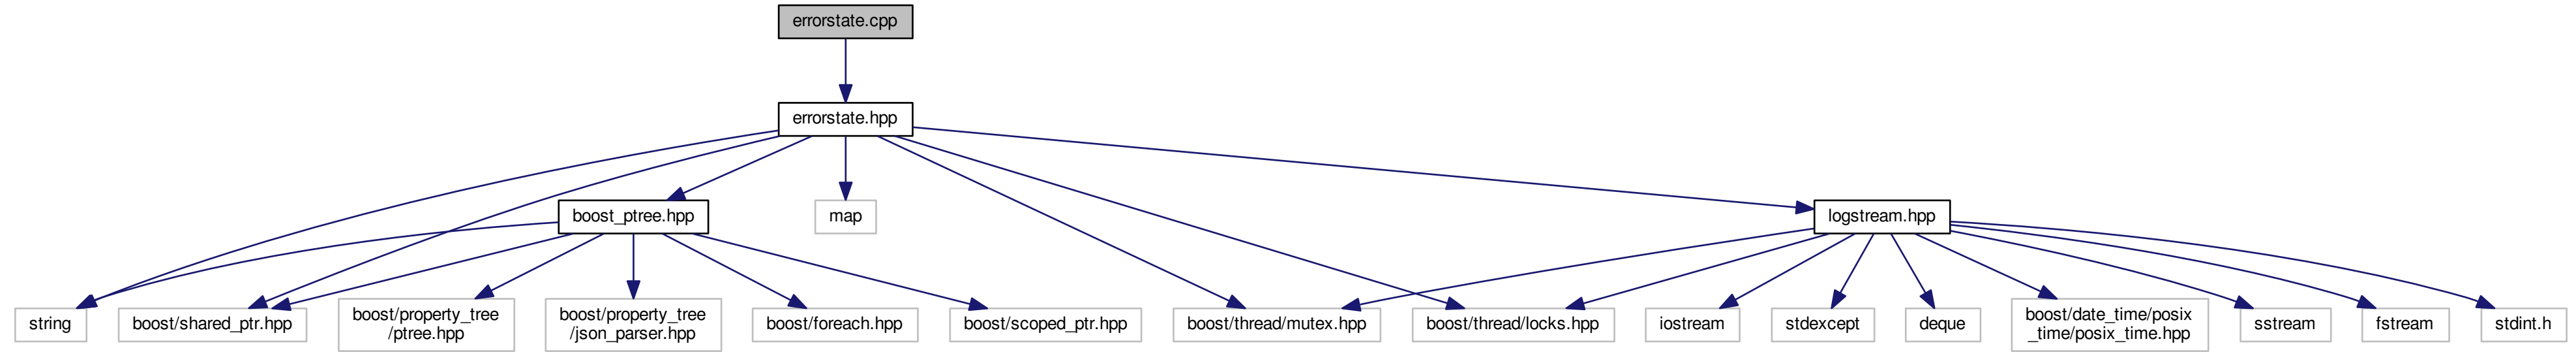 errorstate.cpp
errorstate.hpp
boost_ptree.hpp
map
logstream.hpp
string
boost/shared_ptr.hpp
boost/property_tree
/ptree.hpp
boost/property_tree
/json_parser.hpp
boost/foreach.hpp
boost/scoped_ptr.hpp
boost/thread/mutex.hpp
boost/thread/locks.hpp
iostream
stdexcept
deque
boost/date_time/posix
_time/posix_time.hpp
sstream
fstream
stdint.h